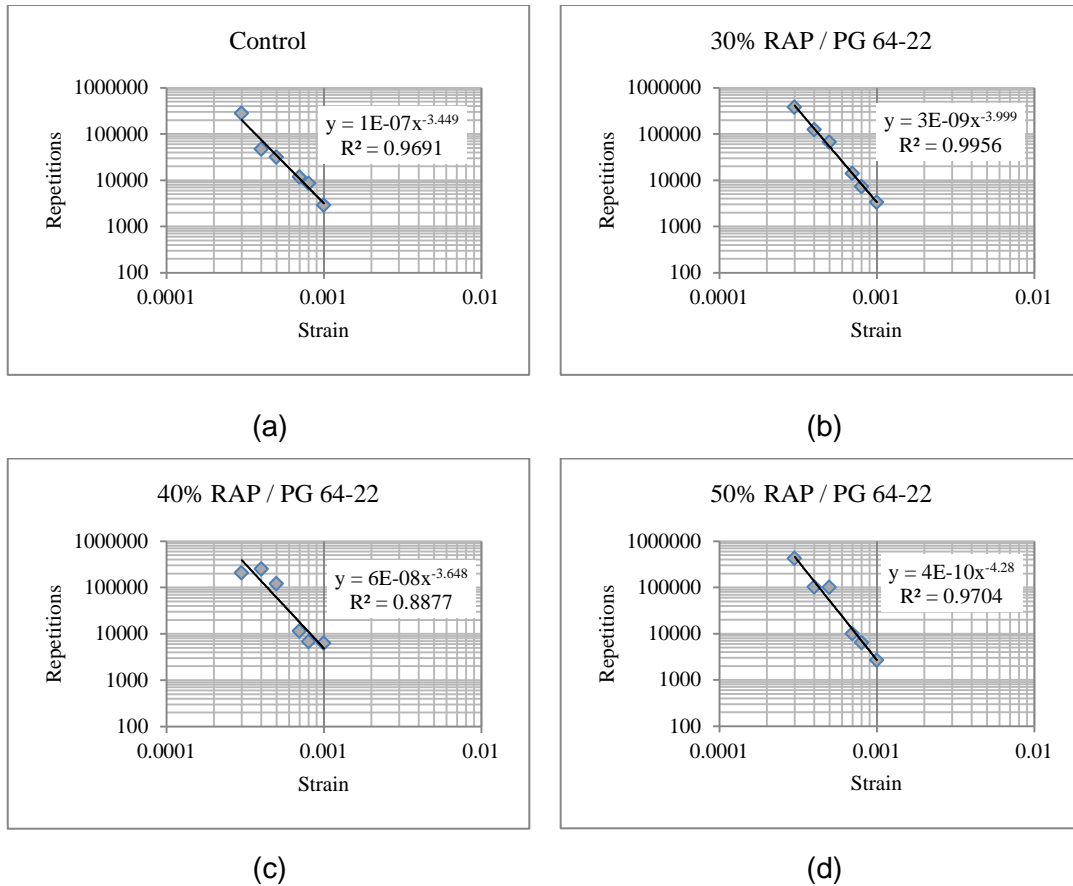 Control
1000000
100000
10000
1000
100
0.0001
0.001
0.01
Repetitions
Strain
y = 1E-07x-3.449
R² = 0.9691
(a)
30% RAP / PG 64-22
1000000
100000
10000
1000
100
0.0001
0.001
0.01
Repetitions
Strain
y = 3E-09x-3.999
R² = 0.9956
(b)
40% RAP / PG 64-22
1000000
100000
10000
1000
100
0.0001
0.001
0.01
Repetitions
Strain
y = 6E-08x-3.648
R² = 0.8877
(c)
50% RAP / PG 64-22
1000000
100000
10000
1000
100
0.0001
0.001
0.01
Repetitions
Strain
y = 4E-10x-4.28
R² = 0.9704
(d)